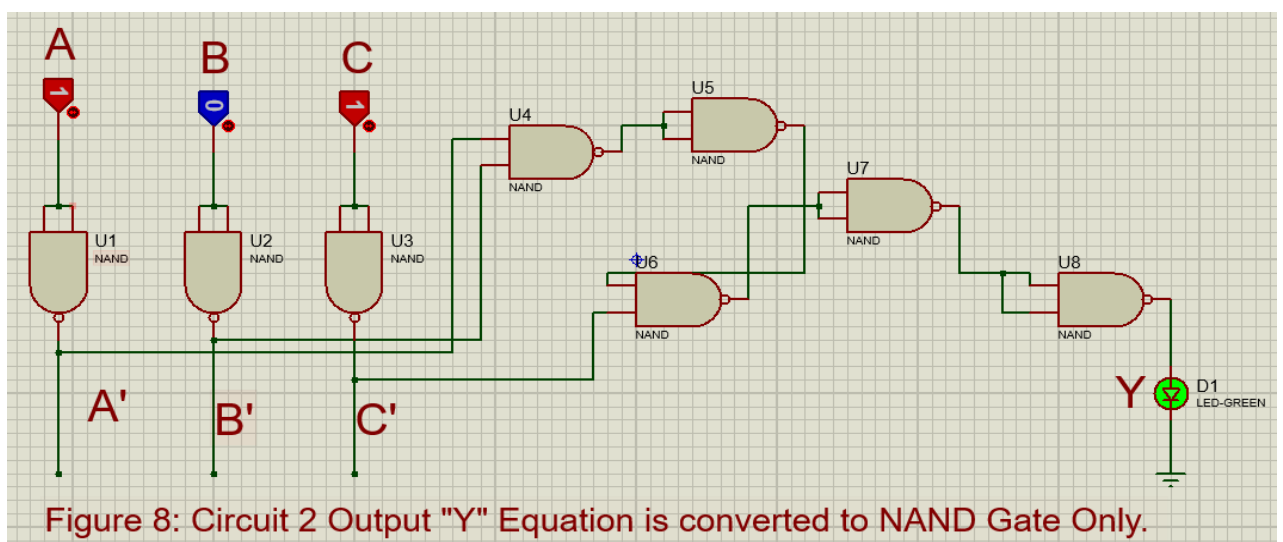 A
B
C
1
0
1
U1
NAND
U2
NAND
U3
NAND
U4
NAND
U5
NAND
U6
NAND
U7
NAND
U8
NAND
A'
B'
C'
Y
D1
LED-GREEN
Figure 8: Circuit 2 Output "Y" Equation is converted to NAND Gate Only.